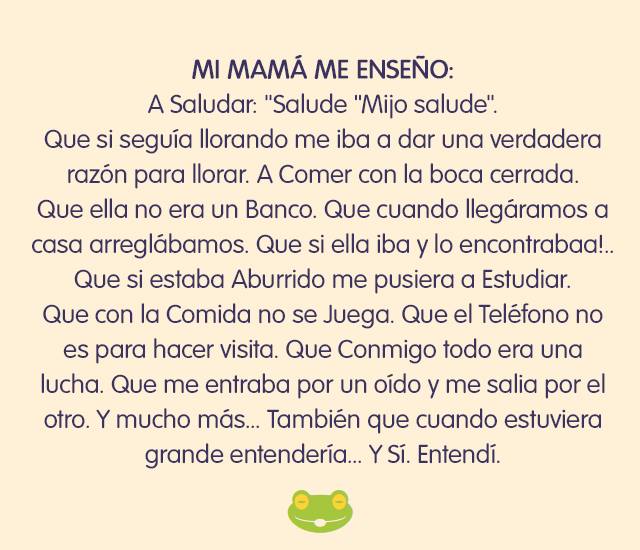 MI MAMÁ ME ENSEÑO:
A Saludar: "Salude "Mijo salude".
Que si seguía llorando me iba a dar una verdadera
razón para llorar. A Comer con la boca cerrada.
Que ella no era un Banco. Que cuando llegáramos a
casa arreglábamos. Que si ella iba y lo encontrabaa!..
Que si estaba Aburrido me pusiera a Estudiar.
Que con la Comida no se Juega. Que el Teléfono no
es para hacer visita. Que Conmigo todo era una
lucha. Que me entraba por un oído y me salia por el
otro. Y mucho más... También que cuando estuviera
grande entendería... Y Sí. Entendí.